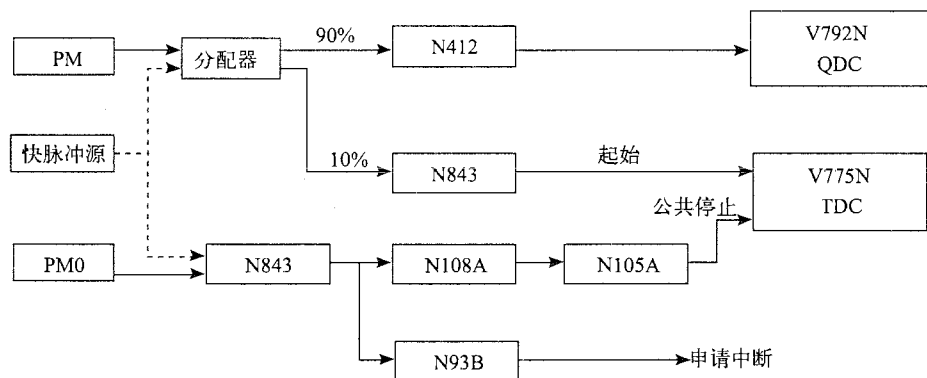 PM
分配器
90%
N412
V792N
QDC
快脉冲源
10%
N843
起始
V775N
TDC
公共停止
PM0
N843
N108A
N105A
N93B
申请中断